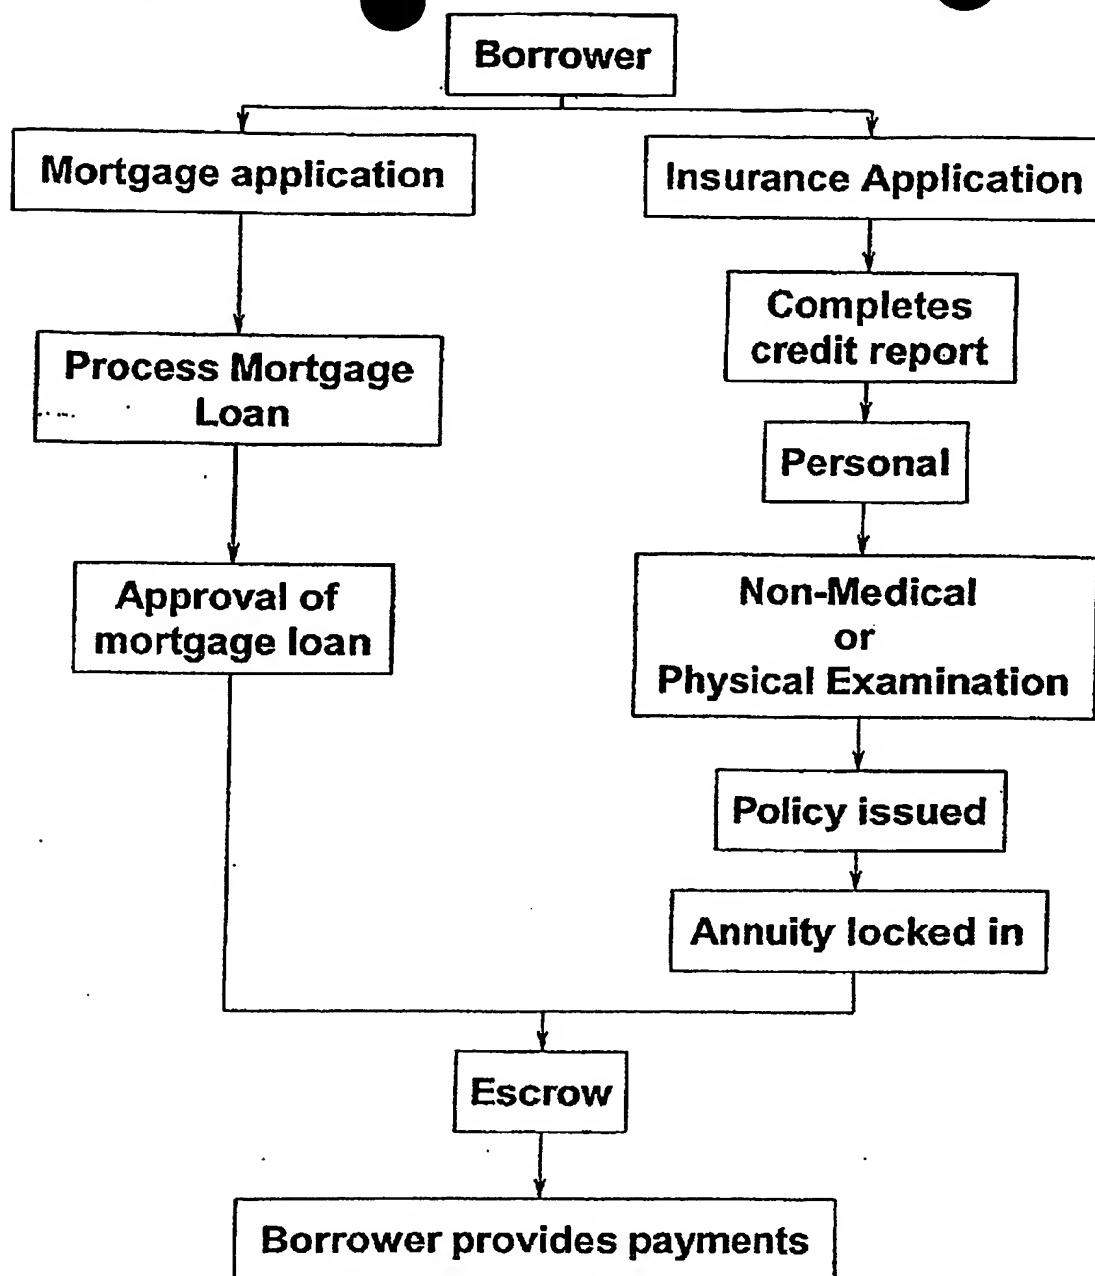 Borrower
Mortgage application
Insurance Application
Completes
credit report
Process Mortgage
Loan
Personal
Approval of
mortgage loan
Non-Medical
or
Physical Examination
Policy issued
Annuity locked in
Escrow
Borrower provides payments